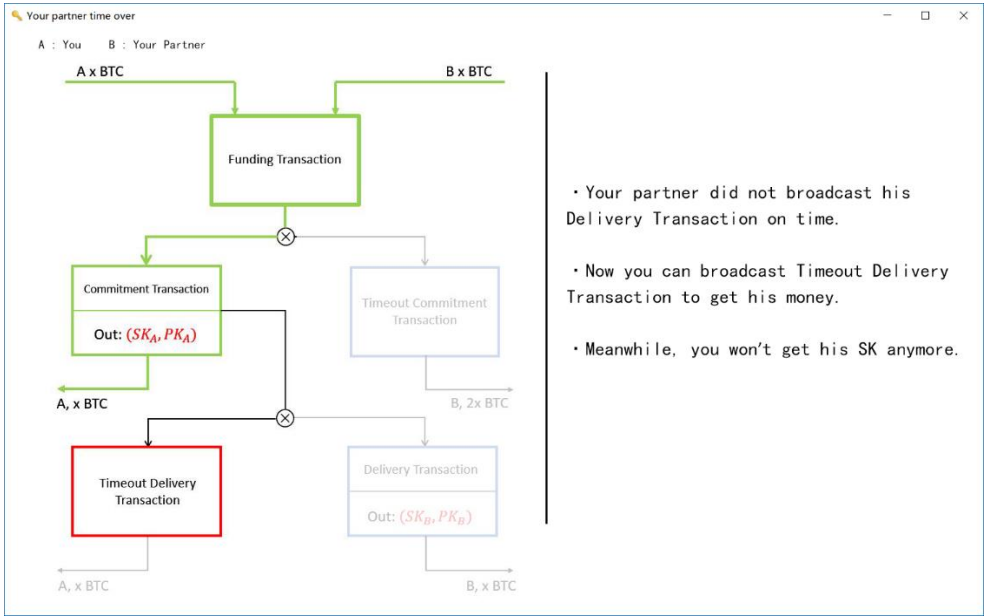 Your partner time over
A : You B : Your Partner
A x BTC
B x BTC
Funding Transaction
Commitment Transaction
Out: (SK_A, PK_A)
Timeout Commitment
Transaction
A, x BTC
B, 2x BTC
Timeout Delivery
Transaction
Delivery Transaction
Out: (SK_B, PK_B)
A, x BTC
B, x BTC
・Your partner did not broadcast his
Delivery Transaction on time.
・Now you can broadcast Timeout Delivery
Transaction to get his money.
・Meanwhile, you won't get his SK anymore.